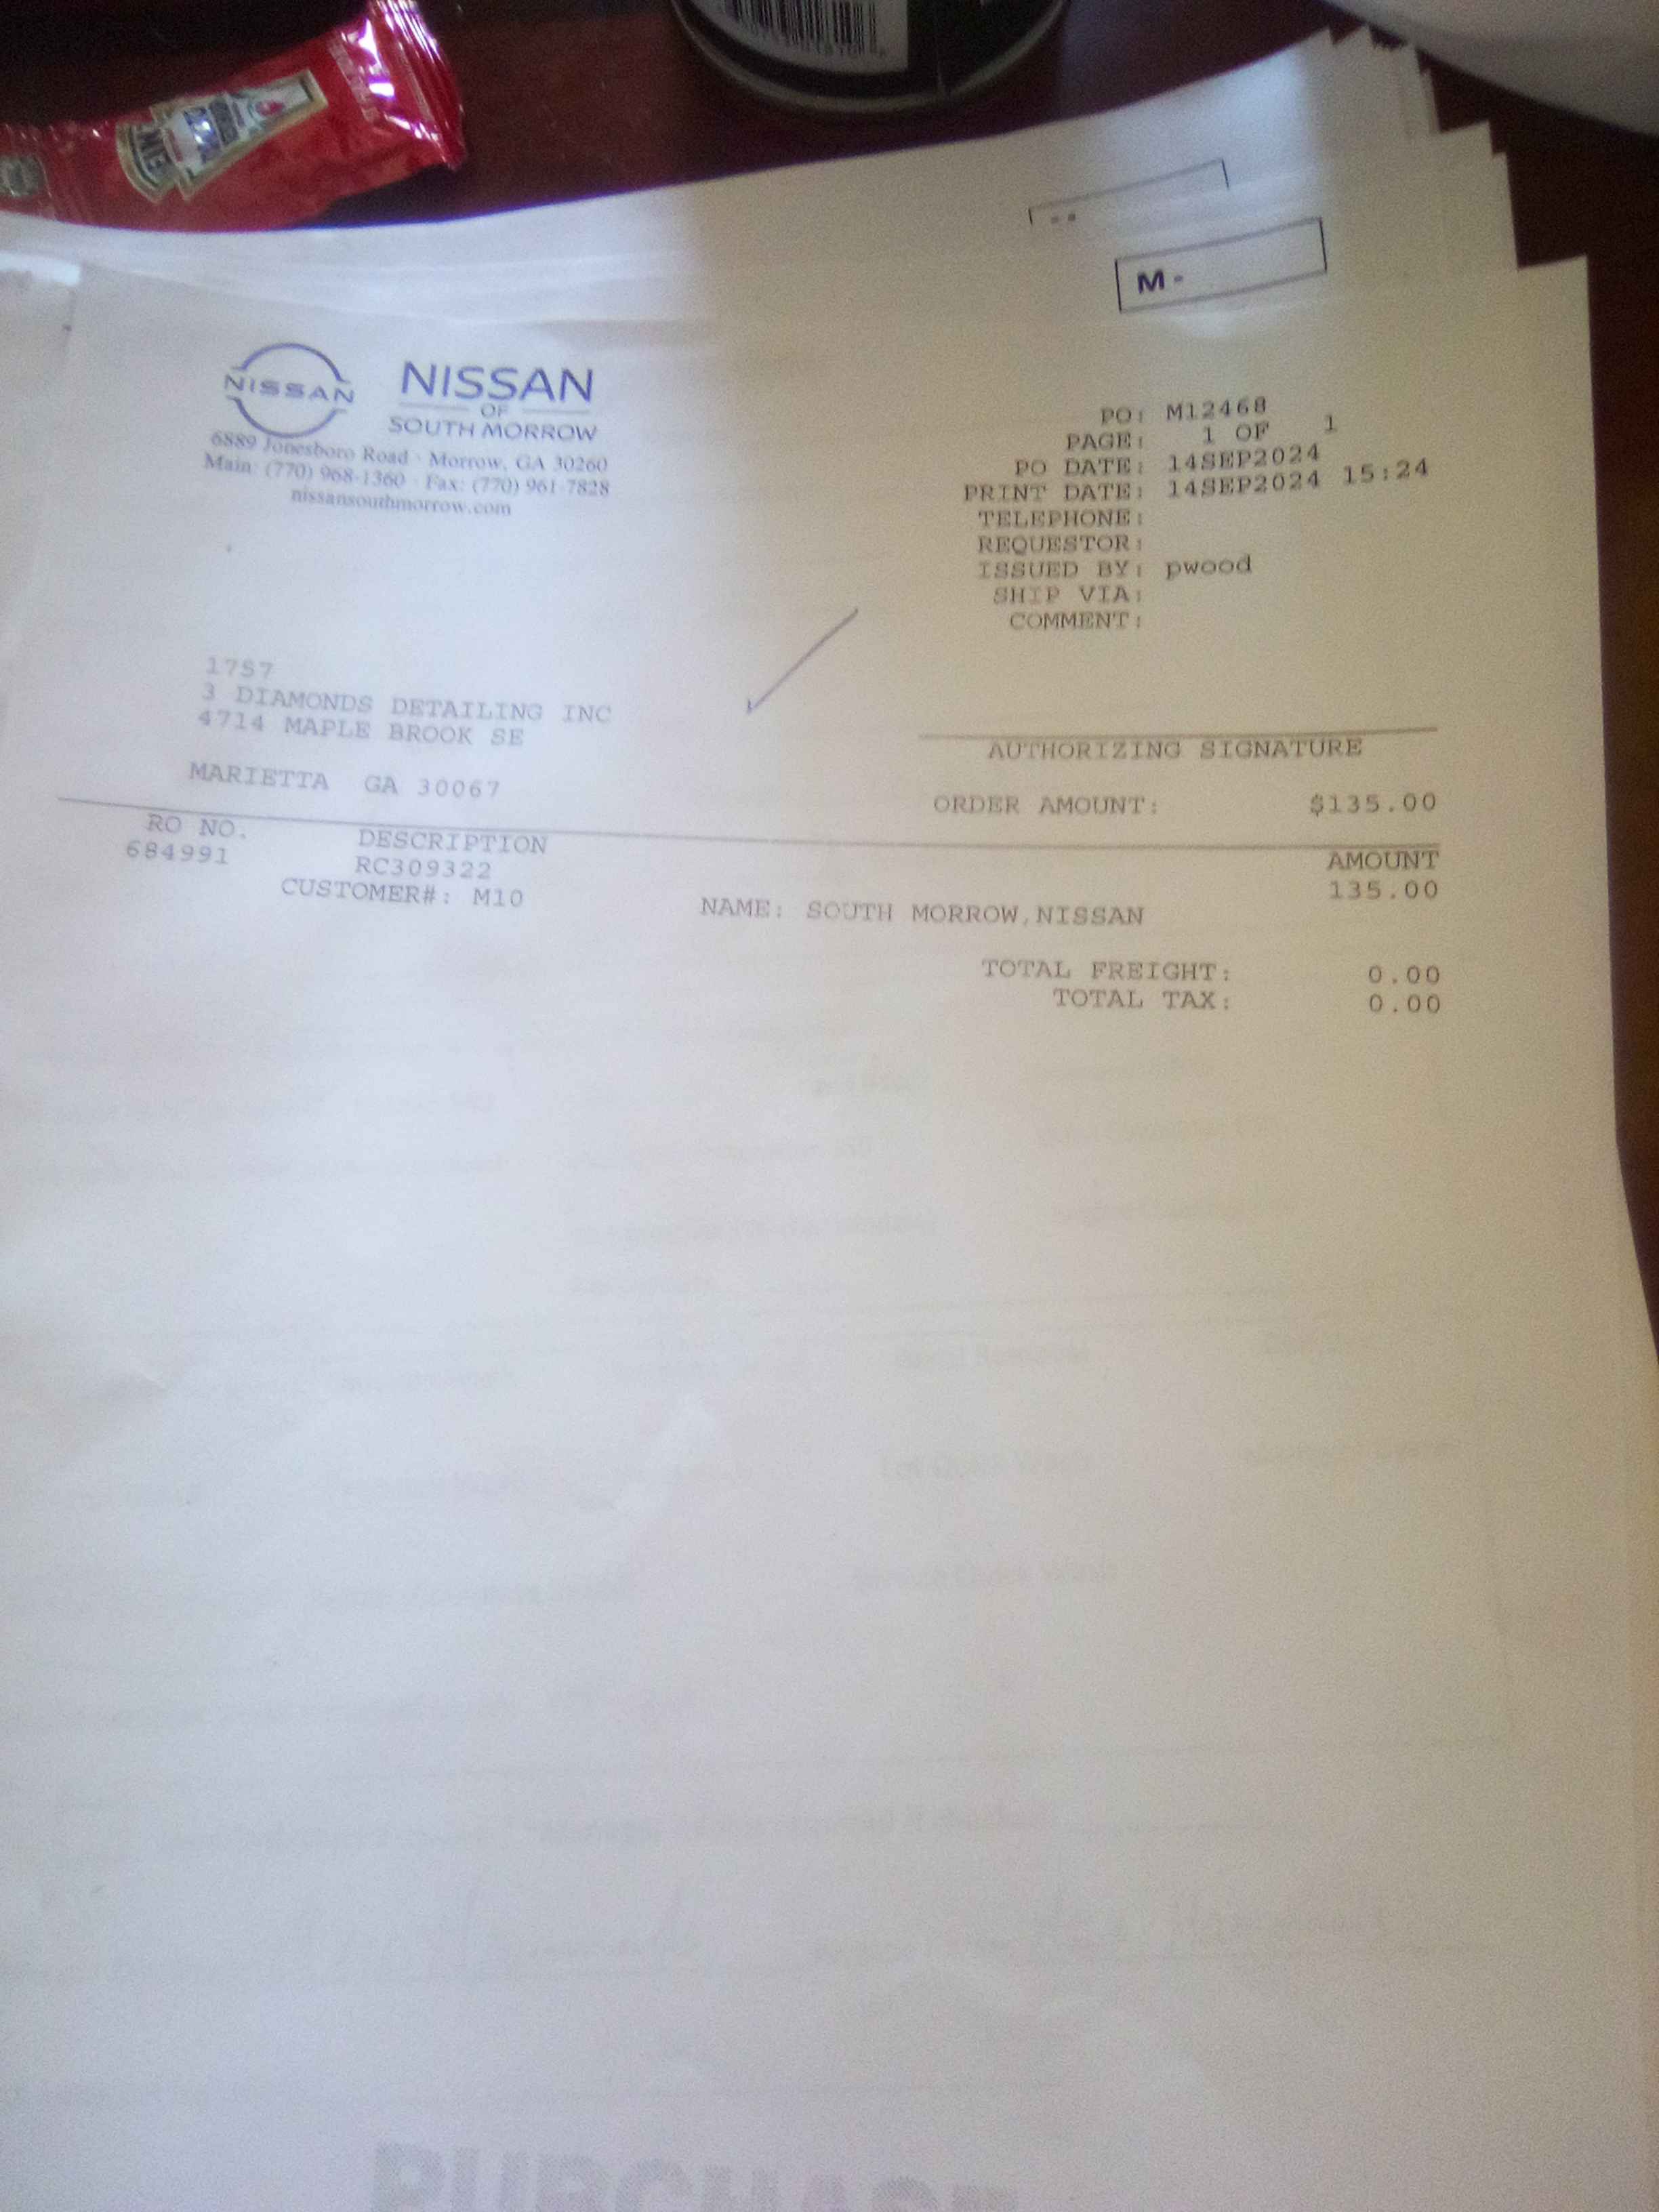 HEINZ
M-
NISSAN
NISSAN
OF
SOUTH MORROW
6889 Jonesboro Road · Morrow, GA 30260
Main: (770) 968-1360 · Fax: (770) 961-7828
nissansouthmorrow.com
PO: M12468
PAGE: 1 OF 1
PO DATE: 14SEP2024
PRINT DATE: 14SEP2024 15:24
TELEPHONE:
REQUESTOR:
ISSUED BY: pwood
SHIP VIA:
COMMENT:
1757
3 DIAMONDS DETAILING INC
4714 MAPLE BROOK SE
MARIETTA GA 30067
AUTHORIZING SIGNATURE
ORDER AMOUNT: $135.00
RO NO. DESCRIPTION AMOUNT
684991 RC309322 135.00
CUSTOMER#: M10 NAME: SOUTH MORROW,NISSAN
TOTAL FREIGHT: 0.00
TOTAL TAX: 0.00
PURCHASE